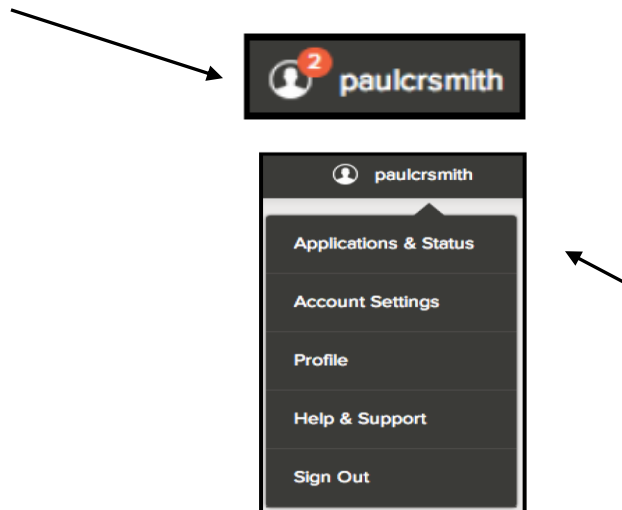 2
paulcrsmith
paulcrsmith
Applications & Status
Account Settings
Profile
Help & Support
Sign Out